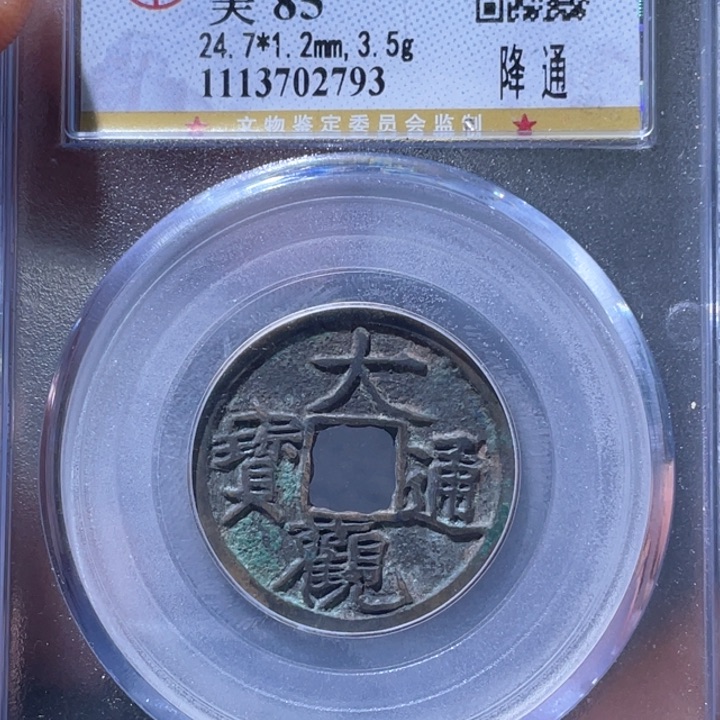 美 85
24.7*1.2mm, 3.5g
1113702793
降通
文物鉴定委员会监制
大觀通寶